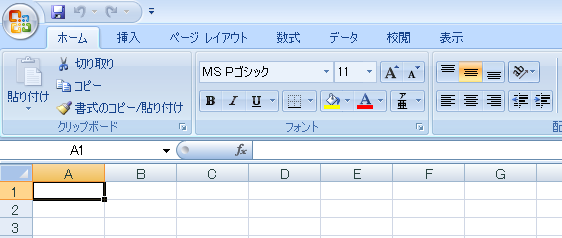 ホーム 挿入 ページ レイアウト 数式 データ 校閲 表示
切り取り
コピー
書式のコピー/貼り付け
貼り付け
クリップボード
MS Pゴシック 11 A A
B I U A ア亜
フォント
配
A1 fx
A B C D E F G
1
2
3